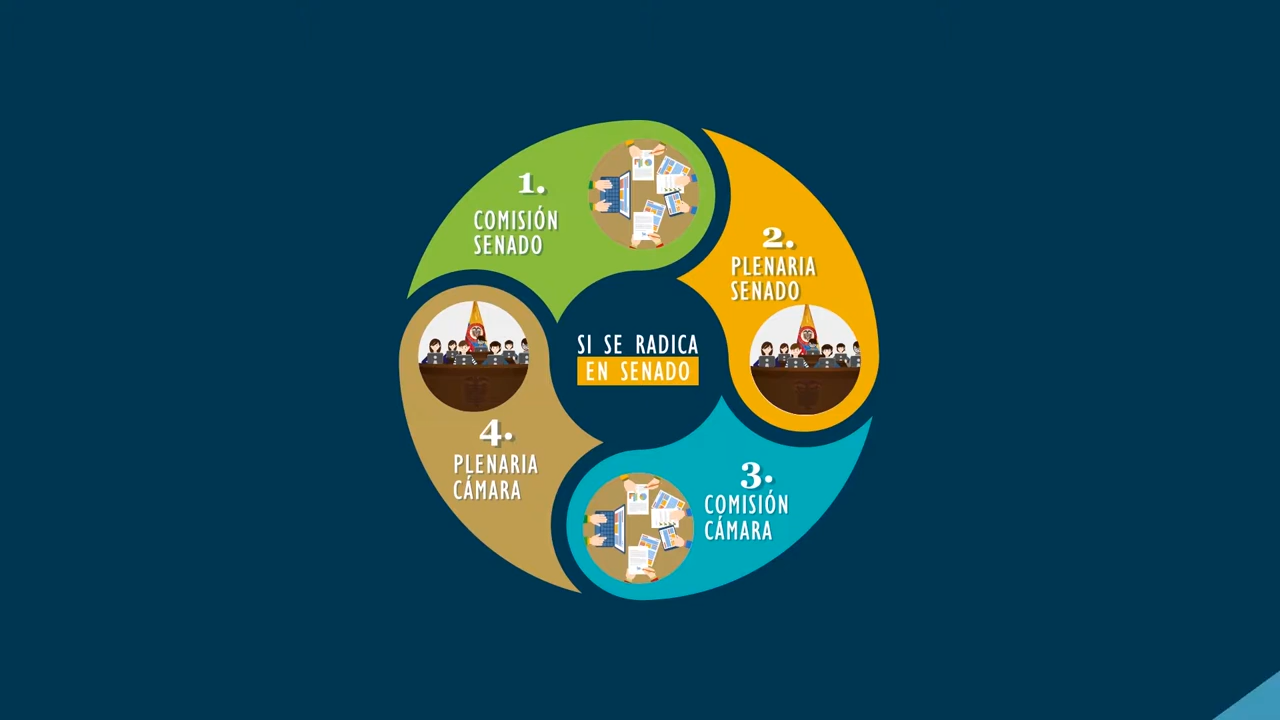 1.
COMISIÓN
SENADO
2.
PLENARIA
SENADO
SI SE RADICA
EN SENADO
3.
COMISIÓN
CÁMARA
4.
PLENARIA
CÁMARA